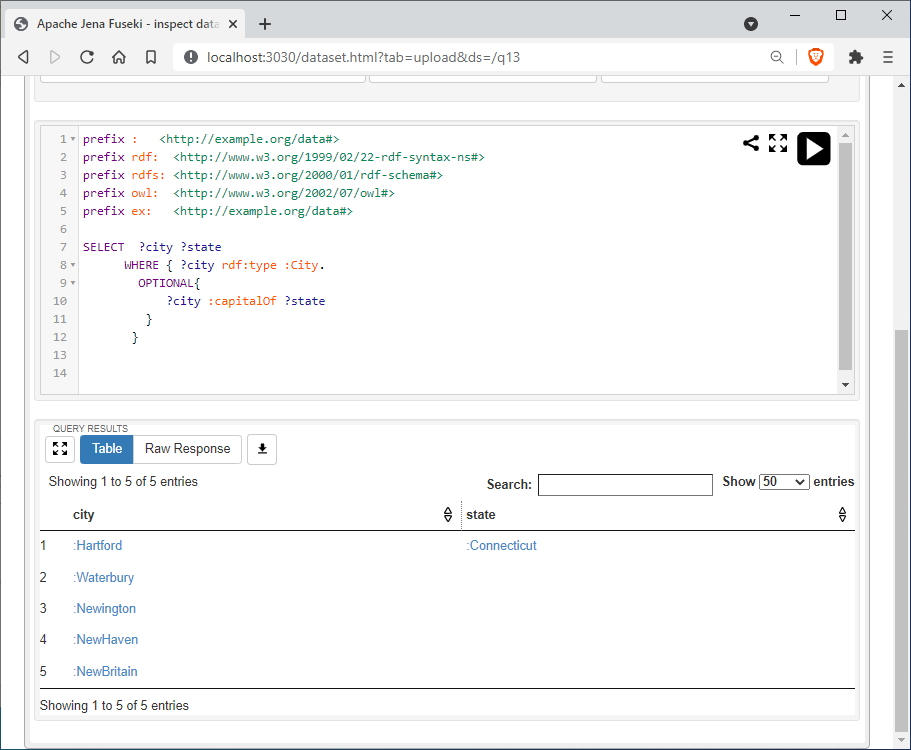 Apache Jena Fuseki - inspect data
localhost:3030/dataset.html?tab=upload&ds=/q13
1 prefix :   <http://example.org/data#>
2 prefix rdf:  <http://www.w3.org/1999/02/22-rdf-syntax-ns#>
3 prefix rdfs: <http://www.w3.org/2000/01/rdf-schema#>
4 prefix owl:  <http://www.w3.org/2002/07/owl#>
5 prefix ex:   <http://example.org/data#>
6
7 SELECT  ?city ?state
8       WHERE { ?city rdf:type :City.
9         OPTIONAL{
10             ?city :capitalOf ?state
11          }
12        }
13
14
QUERY RESULTS
Table Raw Response
Showing 1 to 5 of 5 entries Search: Show 50 entries
city state
1 :Hartford :Connecticut
2 :Waterbury
3 :Newington
4 :NewHaven
5 :NewBritain
Showing 1 to 5 of 5 entries